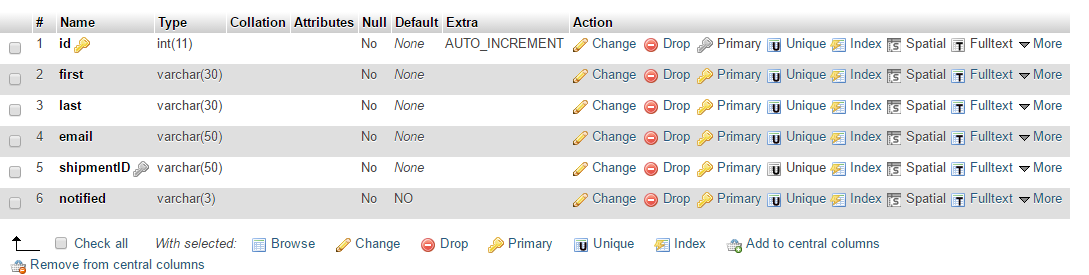 # Name Type Collation Attributes Null Default Extra Action
1 id int(11) No None AUTO_INCREMENT Change Drop Primary Unique Index Spatial Fulltext More
2 first varchar(30) No None Change Drop Primary Unique Index Spatial Fulltext More
3 last varchar(30) No None Change Drop Primary Unique Index Spatial Fulltext More
4 email varchar(50) No None Change Drop Primary Unique Index Spatial Fulltext More
5 shipmentID varchar(50) No None Change Drop Primary Unique Index Spatial Fulltext More
6 notified varchar(3) No NO Change Drop Primary Unique Index Spatial Fulltext More
Check all With selected: Browse Change Drop Primary Unique Index Add to central columns
Remove from central columns